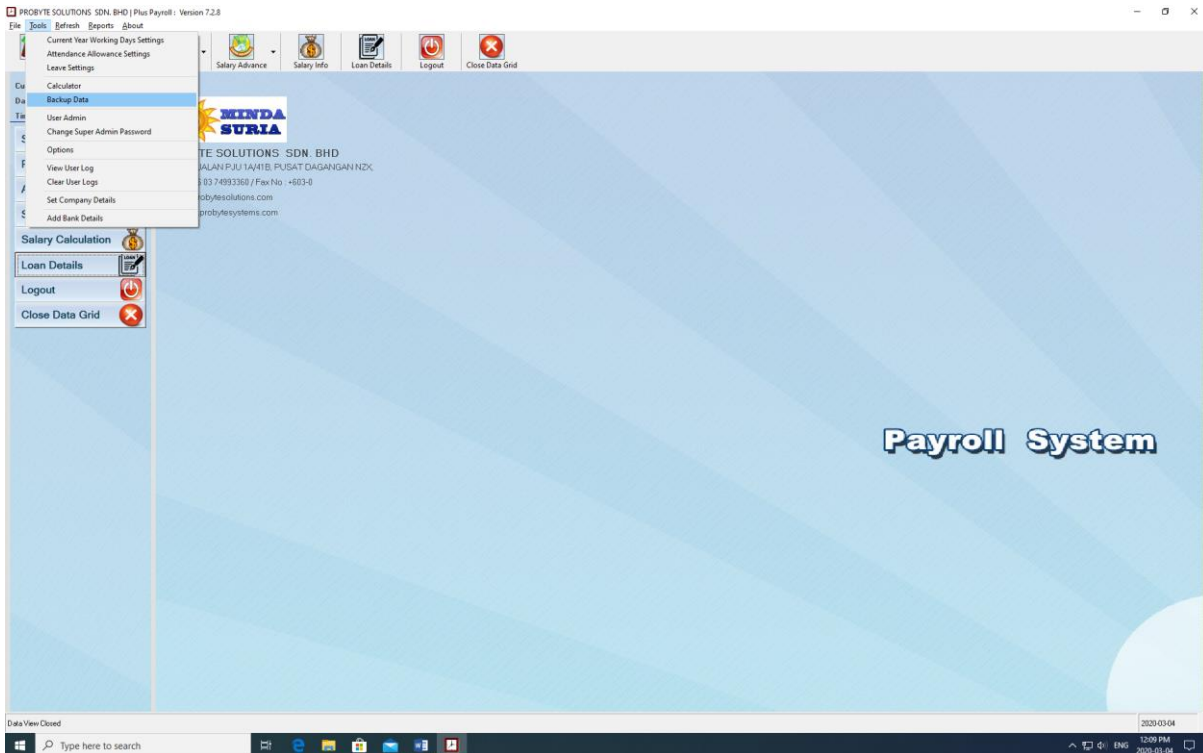 PROBYTE SOLUTIONS SDN. BHD | Plus Payroll : Version 7.2.8
File Tools Refresh Reports About
Current Year Working Days Settings
Attendance Allowance Settings
Leave Settings
Calculator
Backup Data
User Admin
Change Super Admin Password
Options
View User Log
Clear User Logs
Set Company Details
Add Bank Details
Salary Advance
Salary Info
Loan Details
Logout
Close Data Grid
MINDA
SURIA
TE SOLUTIONS SDN. BHD
JALAN PJU 1A/41B, PUSAT DAGANGAN NZX,
03 74993360 / Fax No : +603-0
robytesolutions.com
probytesystems.com
Salary Calculation
Loan Details
Logout
Close Data Grid
Payroll System
Data View Closed
2020-03-04
Type here to search
ENG
12:09 PM
2020-03-04